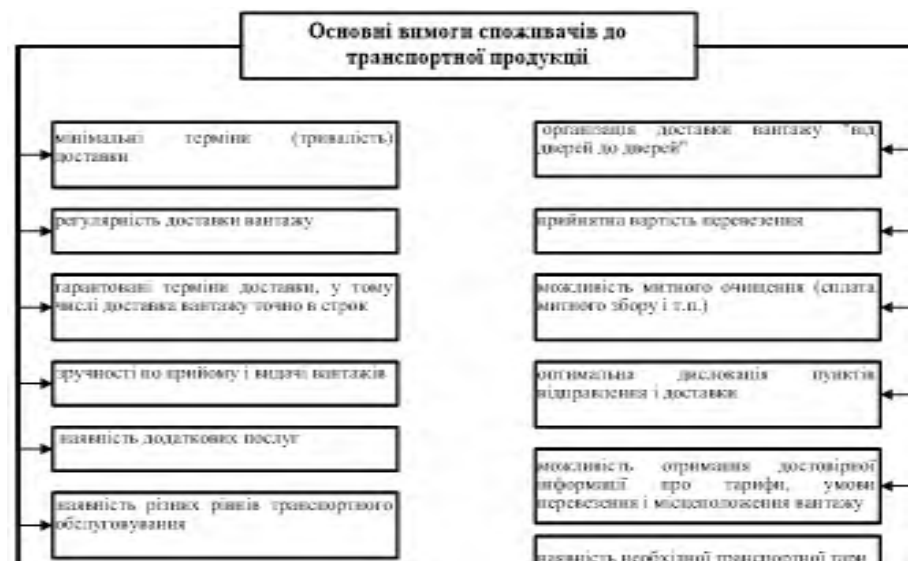 Основні вимоги споживачів до
транспортної продукції
мінімальні терміни (тривалість)
доставки
регулярність доставки вантажу
гарантовані терміни доставки, у тому
числі доставка вантажу точно в строк
зручності по прийому і видачі вантажів
наявність додаткових послуг
наявність різних рівнів транспортного
обслуговування
організація доставки вантажу "від
дверей до дверей"
прийнятна вартість перевезення
можливість митного очищення (сплата
митного збору і т.п.)
оптимальна дислокація пунктів
відправлення і доставки
можливість отримання достовірної
інформації про тарифи, умови
перевезення і місцеположення вантажу
наявність необхідної транспортної тари